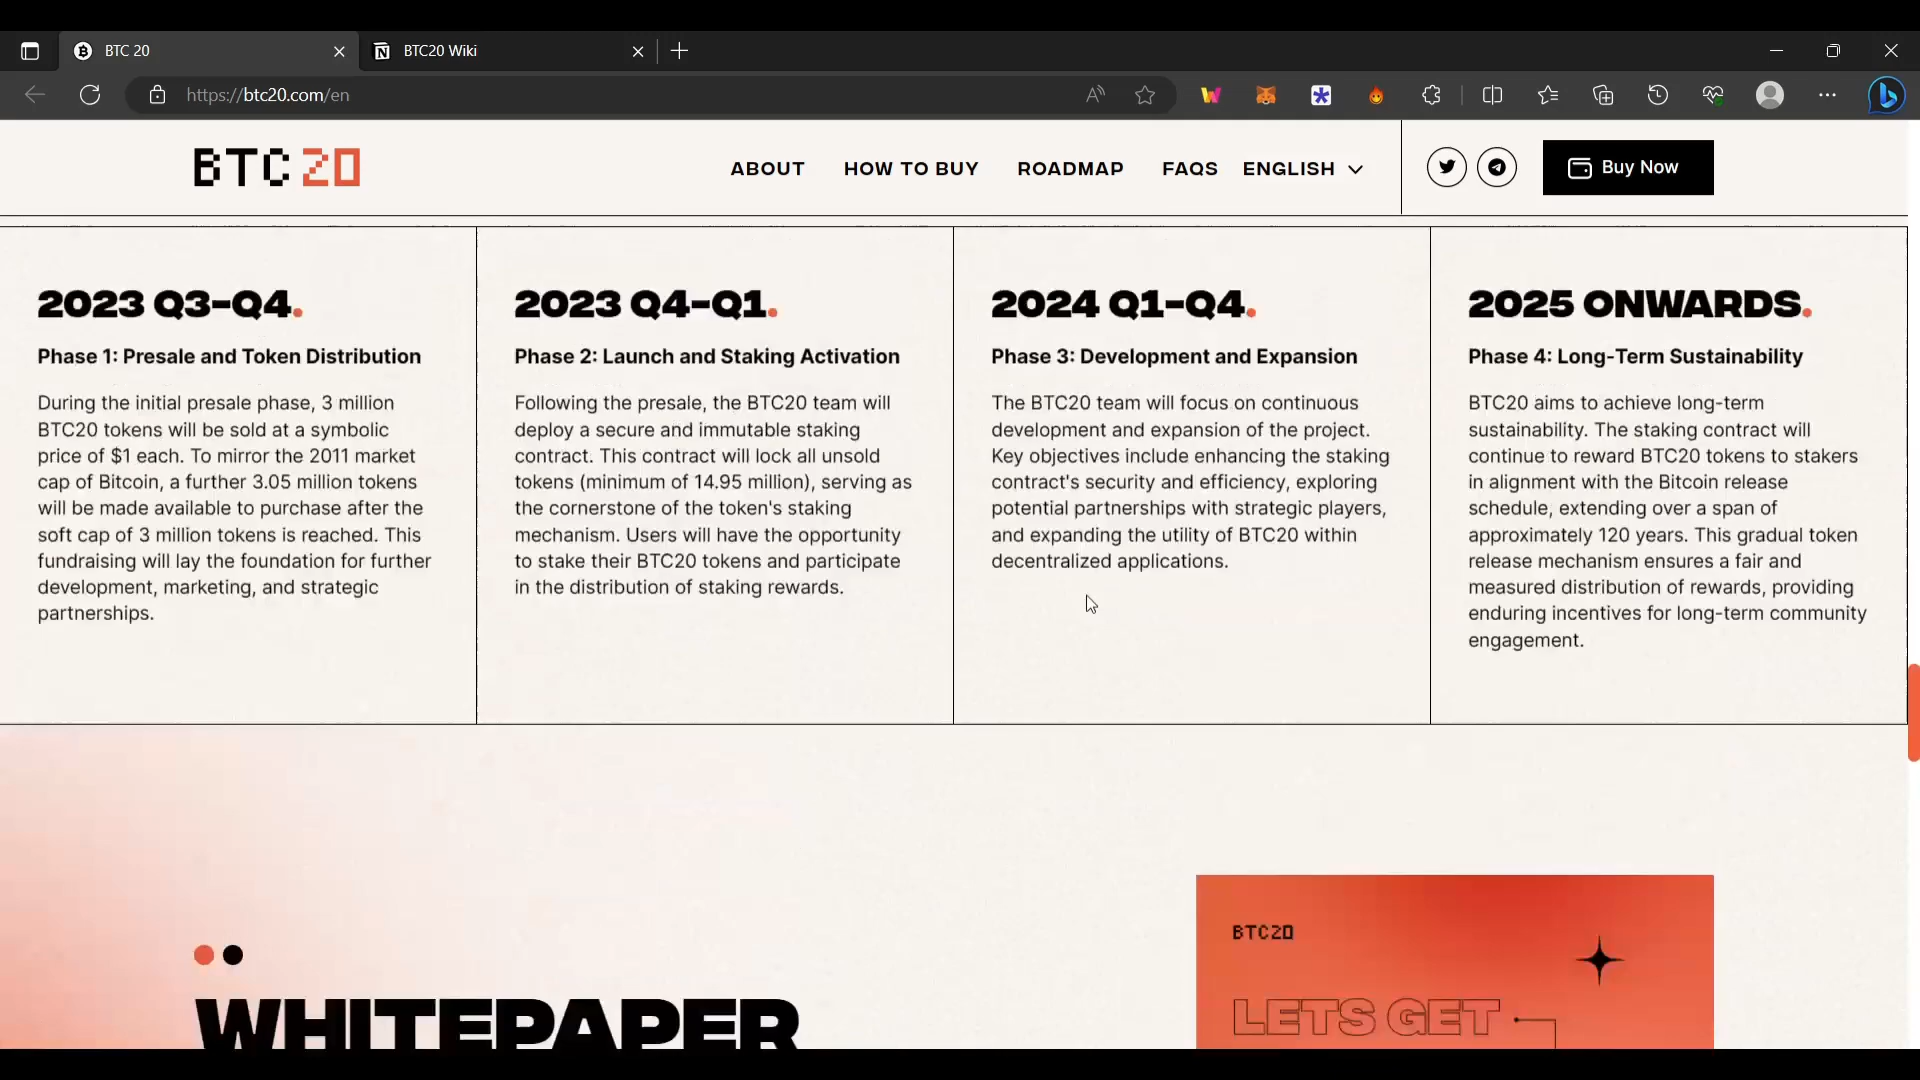 BTC 20
BTC20 Wiki
https://btc20.com/en
BTC20
ABOUT
HOW TO BUY
ROADMAP
FAQS
ENGLISH
Buy Now
2023 Q3-Q4.
Phase 1: Presale and Token Distribution
During the initial presale phase, 3 million
BTC20 tokens will be sold at a symbolic
price of $1 each. To mirror the 2011 market
cap of Bitcoin, a further 3.05 million tokens
will be made available to purchase after the
soft cap of 3 million tokens is reached. This
fundraising will lay the foundation for further
development, marketing, and strategic
partnerships.
2023 Q4-Q1.
Phase 2: Launch and Staking Activation
Following the presale, the BTC20 team will
deploy a secure and immutable staking
contract. This contract will lock all unsold
tokens (minimum of 14.95 million), serving as
the cornerstone of the token's staking
mechanism. Users will have the opportunity
to stake their BTC20 tokens and participate
in the distribution of staking rewards.
2024 Q1-Q4.
Phase 3: Development and Expansion
The BTC20 team will focus on continuous
development and expansion of the project.
Key objectives include enhancing the staking
contract's security and efficiency, exploring
potential partnerships with strategic players,
and expanding the utility of BTC20 within
decentralized applications.
2025 ONWARDS.
Phase 4: Long-Term Sustainability
BTC20 aims to achieve long-term
sustainability. The staking contract will
continue to reward BTC20 tokens to stakers
in alignment with the Bitcoin release
schedule, extending over a span of
approximately 120 years. This gradual token
release mechanism ensures a fair and
measured distribution of rewards, providing
enduring incentives for long-term community
engagement.
WHITEPAPER
BTC20
LETS GET